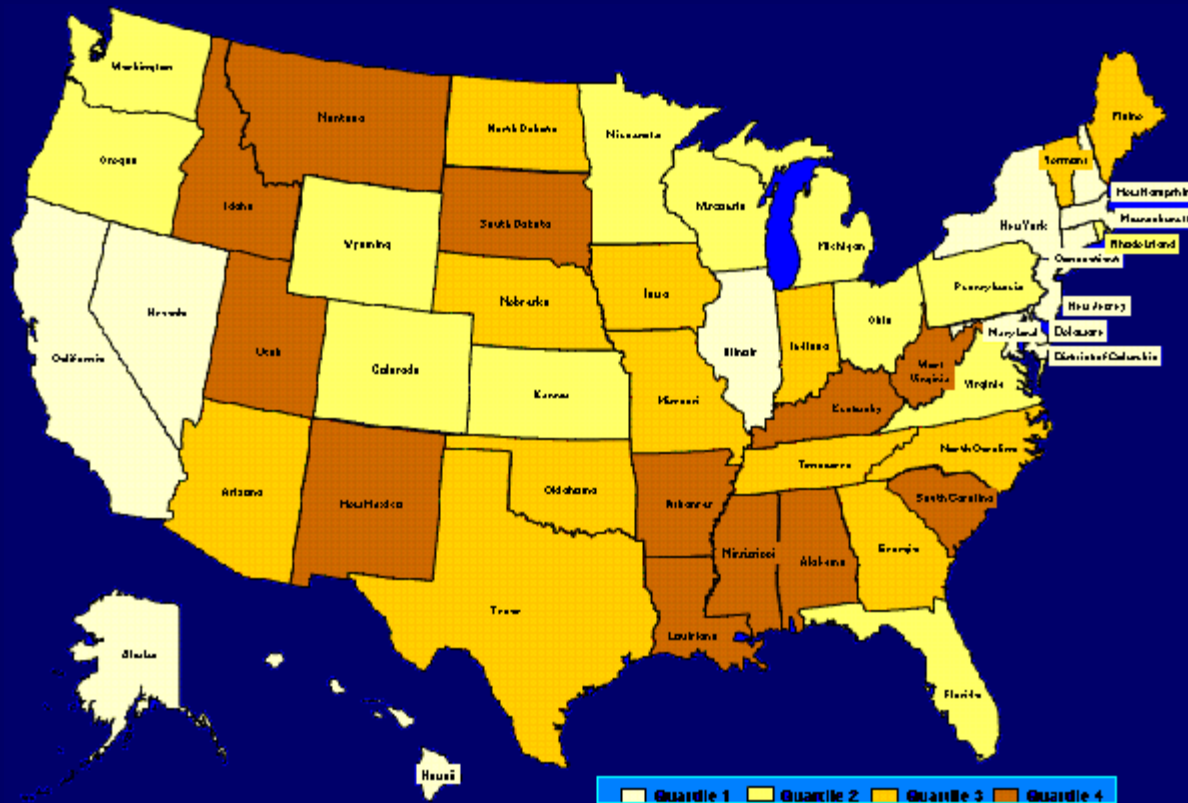 Washington
Montana
North Dakota
Minnesota
Maine
Oregon
Idaho
Vermont
New Hampshire
South Dakota
Wisconsin
Massachusetts
Wyoming
Michigan
New York
Rhode Island
Connecticut
Nebraska
Iowa
Pennsylvania
New Jersey
Nevada
Ohio
Maryland
Delaware
California
Utah
Colorado
Illinois
Indiana
District of Columbia
Kansas
Missouri
West
Virginia
Virginia
Kentucky
Arizona
New Mexico
Oklahoma
Arkansas
Tennessee
North Carolina
South Carolina
Mississippi
Alabama
Georgia
Texas
Louisiana
Alaska
Florida
Hawaii
Quartile 1 Quartile 2 Quartile 3 Quartile 4